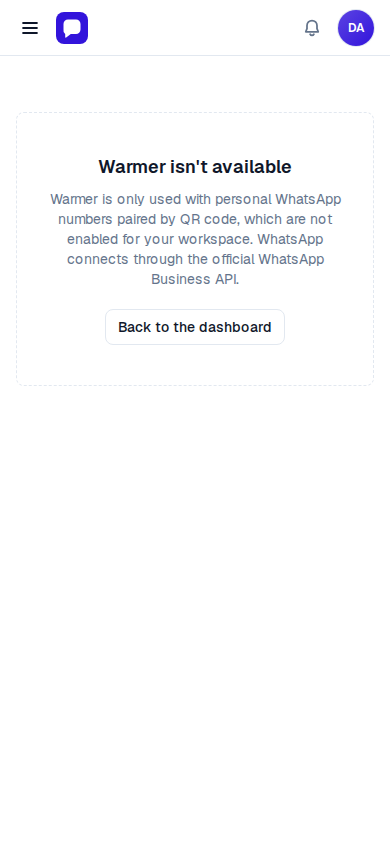 DA
Warmer isn't available
Warmer is only used with personal WhatsApp
numbers paired by QR code, which are not
enabled for your workspace. WhatsApp
connects through the official WhatsApp
Business API.
Back to the dashboard